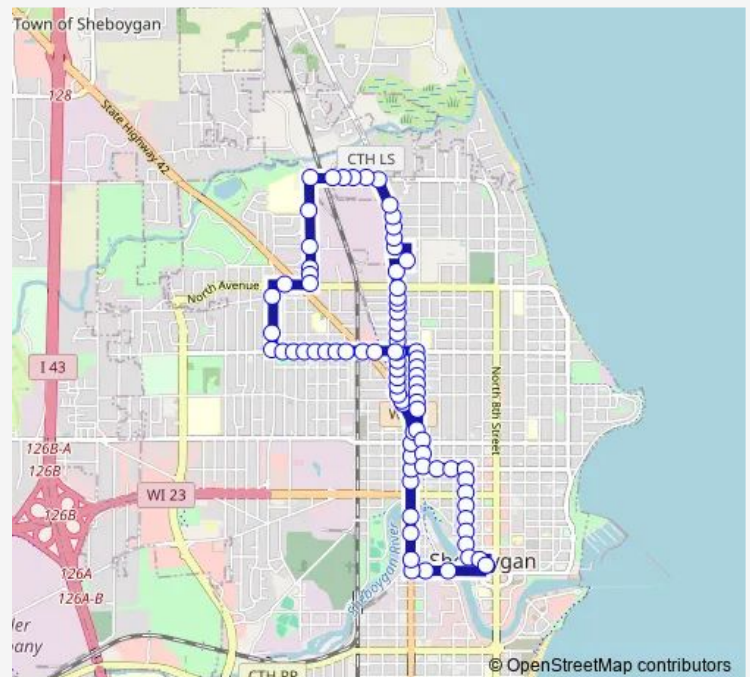 Town of Sheboygan
128
State Highway 42
CTH LS
North Avenue
I 43
North 8th Street
126B-A
126B
WI 23
126B
Sheboygan River
126A
126A-B
CTH PP
© OpenStreetMap contributors